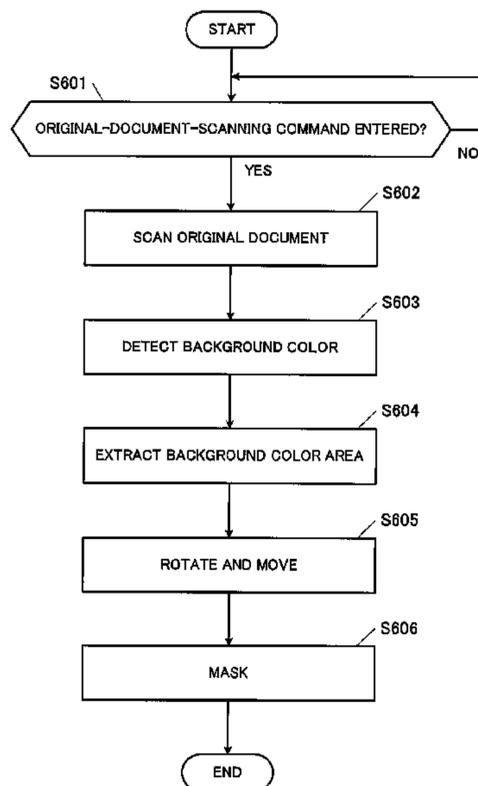 START
S601
ORIGINAL-DOCUMENT-SCANNING COMMAND ENTERED?
NO
YES
S602
SCAN ORIGINAL DOCUMENT
S603
DETECT BACKGROUND COLOR
S604
EXTRACT BACKGROUND COLOR AREA
S605
ROTATE AND MOVE
S606
MASK
END